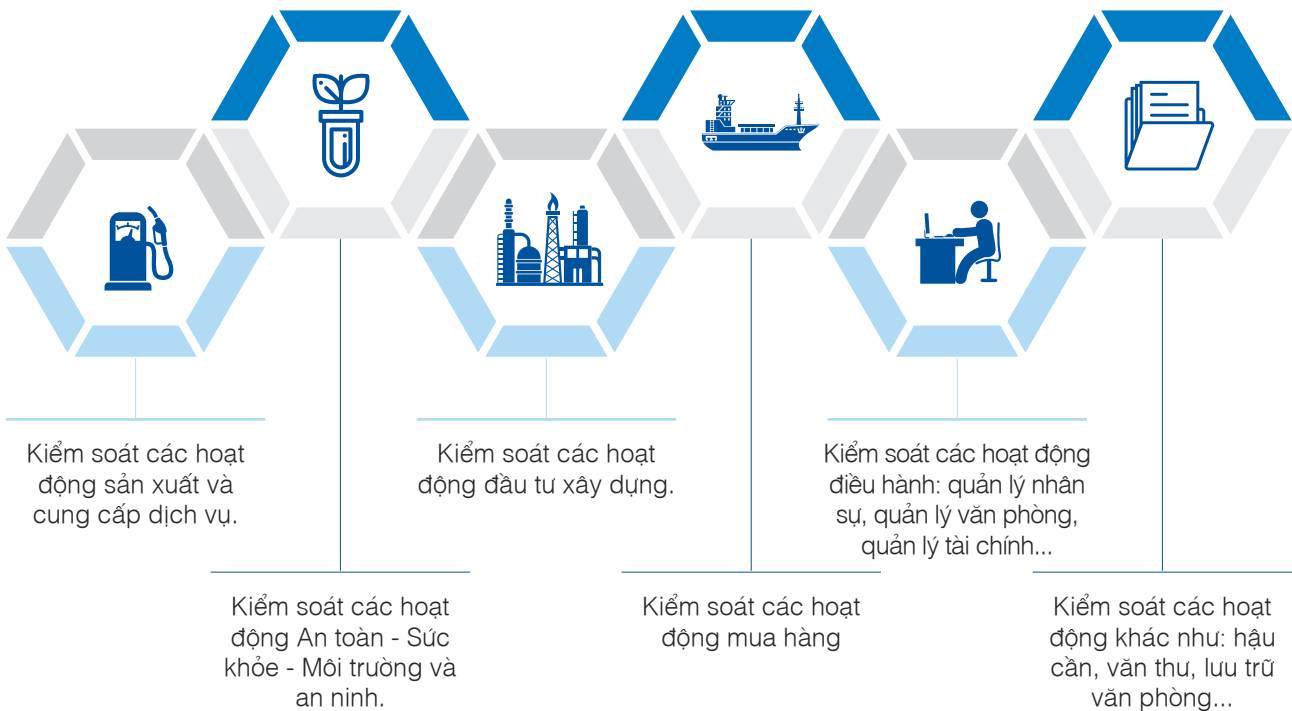 Kiểm soát các hoạt
động sản xuất và
cung cấp dịch vụ.
Kiểm soát các hoạt
động An toàn - Sức
khỏe - Môi trường và
an ninh.
Kiểm soát các hoạt
động đầu tư xây dựng.
Kiểm soát các hoạt
động mua hàng
Kiểm soát các hoạt động
điều hành: quản lý nhân
sự, quản lý văn phòng,
quản lý tài chính...
Kiểm soát các hoạt
động khác như: hậu
cần, văn thư, lưu trữ
văn phòng...